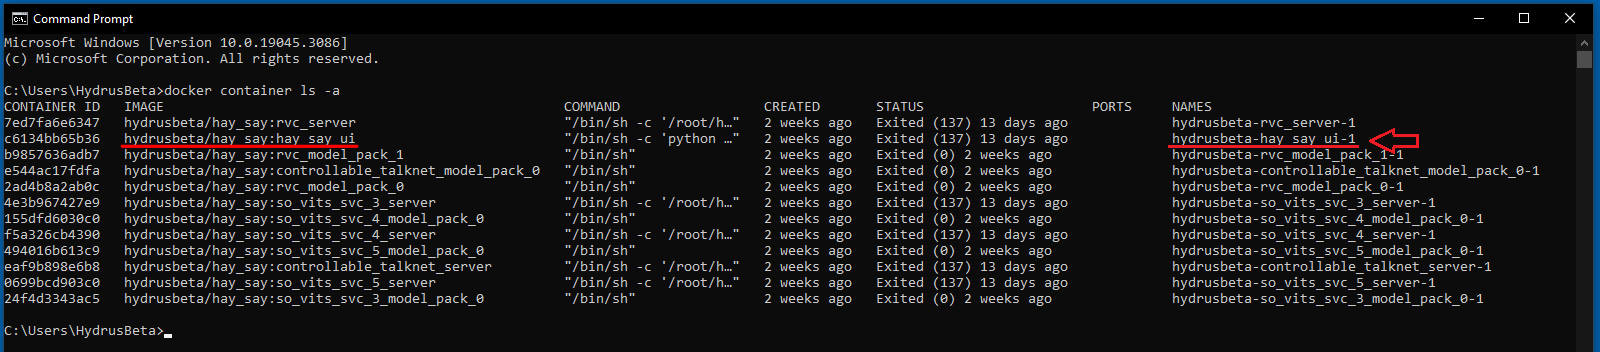 Command Prompt
Microsoft Windows [Version 10.0.19045.3086]
(c) Microsoft Corporation. All rights reserved.
C:\Users\HydrusBeta>docker container ls -a
CONTAINER ID   IMAGE   COMMAND   CREATED   STATUS   PORTS   NAMES
7ed7fa6e6347   hydrusbeta/hay_say:rvc_server   "/bin/sh -c '/root/h…"   2 weeks ago   Exited (137) 13 days ago   hydrusbeta-rvc_server-1
c6134bb65b36   hydrusbeta/hay_say:hay_say_ui   "/bin/sh -c 'python …"   2 weeks ago   Exited (137) 13 days ago   hydrusbeta-hay_say_ui-1
b9857636adb7   hydrusbeta/hay_say:rvc_model_pack_1   "/bin/sh"   2 weeks ago   Exited (0) 2 weeks ago   hydrusbeta-rvc_model_pack_1-1
e544ac17fdfa   hydrusbeta/hay_say:controllable_talknet_model_pack_0   "/bin/sh"   2 weeks ago   Exited (0) 2 weeks ago   hydrusbeta-controllable_talknet_model_pack_0-1
2ad4b8a2ab0c   hydrusbeta/hay_say:rvc_model_pack_0   "/bin/sh"   2 weeks ago   Exited (0) 2 weeks ago   hydrusbeta-rvc_model_pack_0-1
4e3b967427e9   hydrusbeta/hay_say:so_vits_svc_3_server   "/bin/sh -c '/root/h…"   2 weeks ago   Exited (137) 13 days ago   hydrusbeta-so_vits_svc_3_server-1
155dfd6030c0   hydrusbeta/hay_say:so_vits_svc_4_model_pack_0   "/bin/sh"   2 weeks ago   Exited (0) 2 weeks ago   hydrusbeta-so_vits_svc_4_model_pack_0-1
f5a326cb4390   hydrusbeta/hay_say:so_vits_svc_4_server   "/bin/sh -c '/root/h…"   2 weeks ago   Exited (137) 13 days ago   hydrusbeta-so_vits_svc_4_server-1
494016b613c9   hydrusbeta/hay_say:so_vits_svc_5_model_pack_0   "/bin/sh"   2 weeks ago   Exited (0) 2 weeks ago   hydrusbeta-so_vits_svc_5_model_pack_0-1
eaf9b898e6b8   hydrusbeta/hay_say:controllable_talknet_server   "/bin/sh -c '/root/h…"   2 weeks ago   Exited (137) 13 days ago   hydrusbeta-controllable_talknet_server-1
0699bcd903c0   hydrusbeta/hay_say:so_vits_svc_5_server   "/bin/sh -c '/root/h…"   2 weeks ago   Exited (137) 13 days ago   hydrusbeta-so_vits_svc_5_server-1
24f4d3343ac5   hydrusbeta/hay_say:so_vits_svc_3_model_pack_0   "/bin/sh"   2 weeks ago   Exited (0) 2 weeks ago   hydrusbeta-so_vits_svc_3_model_pack_0-1
C:\Users\HydrusBeta>